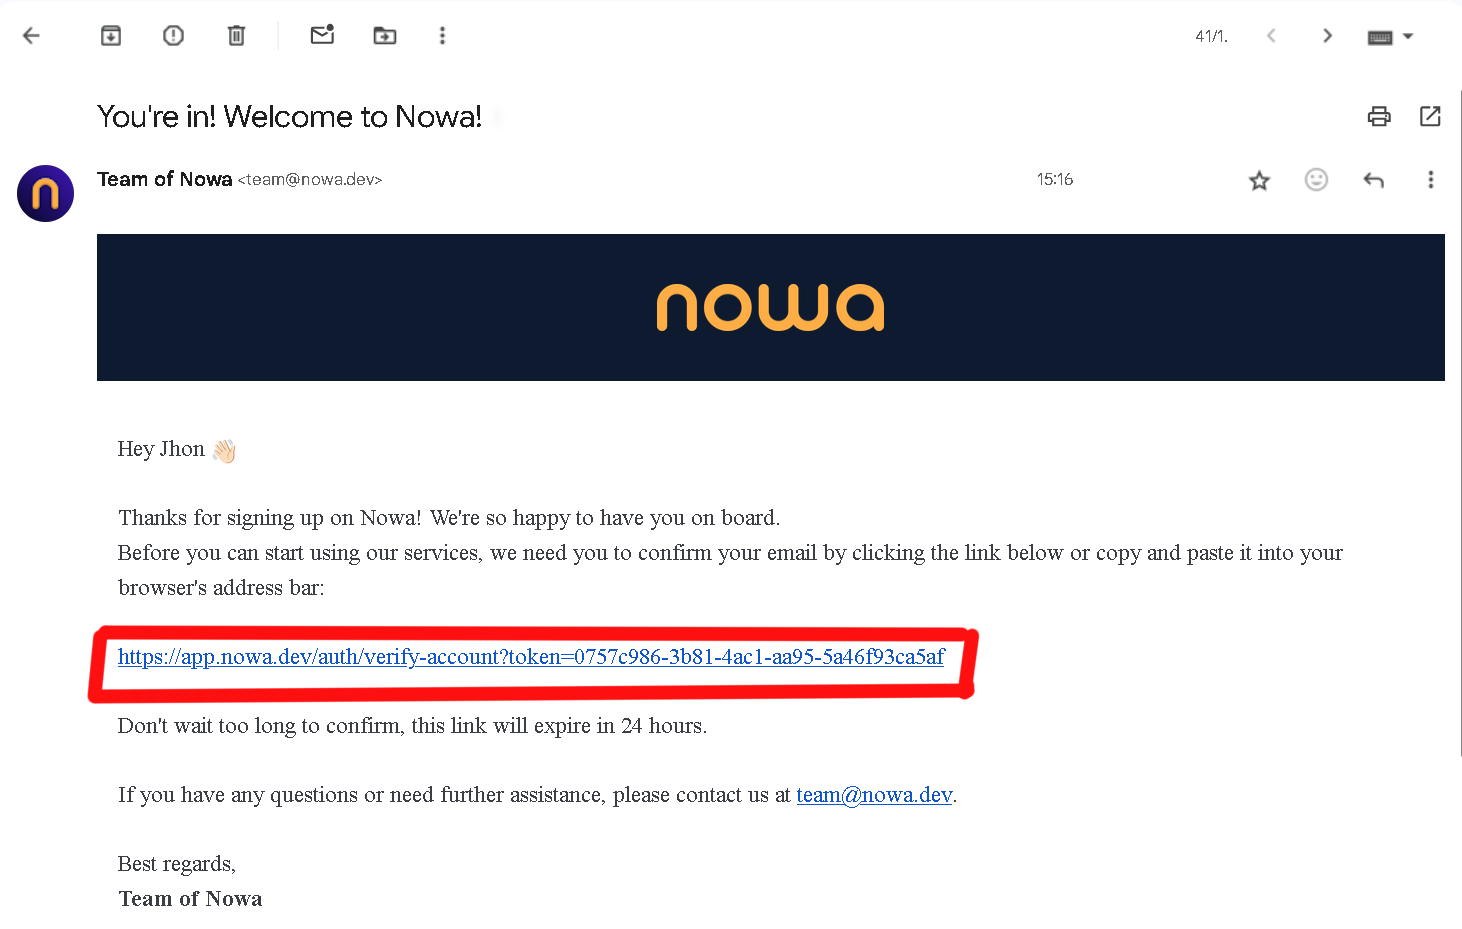 41/1.
You're in! Welcome to Nowa!
Team of Nowa <team@nowa.dev>
15:16
n
nowa
Hey Jhon 👋🏻
Thanks for signing up on Nowa! We're so happy to have you on board.
Before you can start using our services, we need you to confirm your email by clicking the link below or copy and paste it into your
browser's address bar:
https://app.nowa.dev/auth/verify-account?token=0757c986-3b81-4ac1-aa95-5a46f93ca5af
Don't wait too long to confirm, this link will expire in 24 hours.
If you have any questions or need further assistance, please contact us at team@nowa.dev.
Best regards,
Team of Nowa